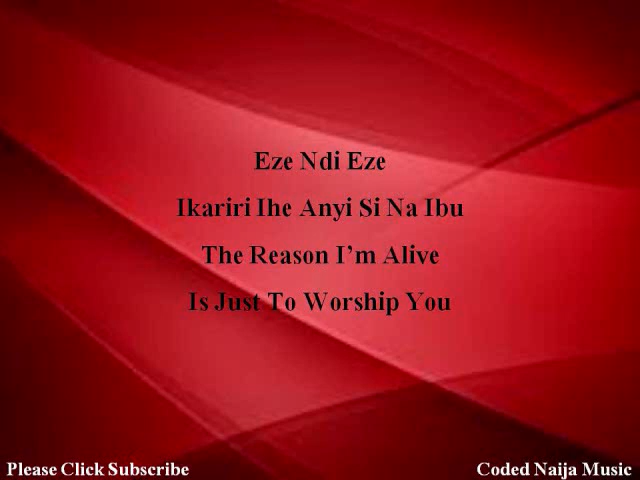 Eze Ndi Eze
Ikariri Ihe Anyi Si Na Ibu
The Reason I’m Alive
Is Just To Worship You
Please Click Subscribe
Coded Naija Music